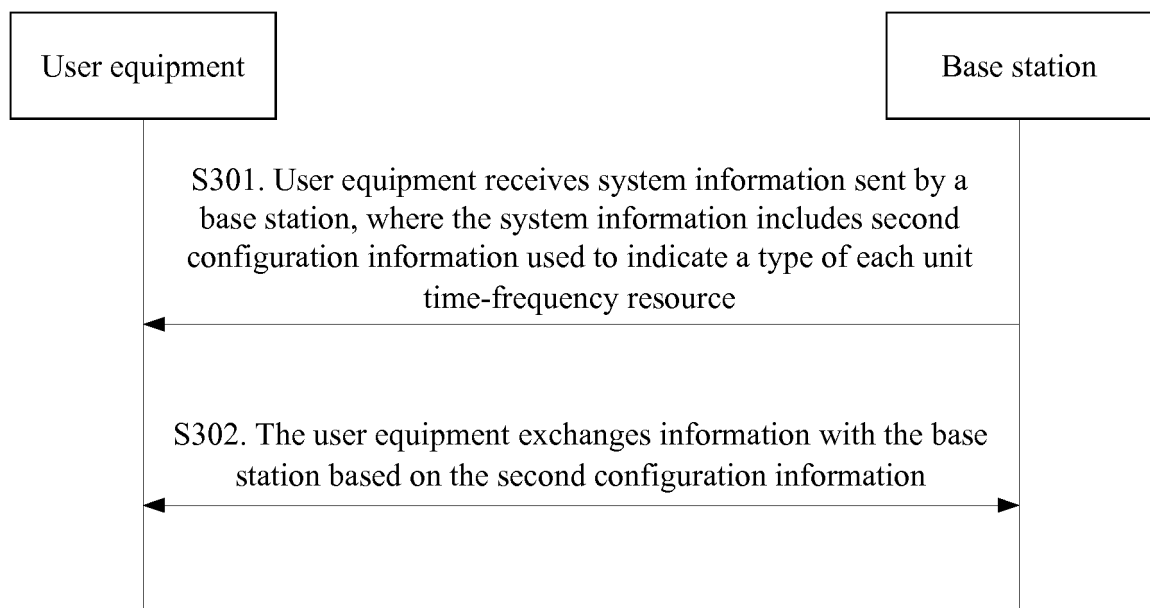 User equipment
Base station
S301. User equipment receives system information sent by a
base station, where the system information includes second
configuration information used to indicate a type of each unit
time-frequency resource
S302. The user equipment exchanges information with the base
station based on the second configuration information